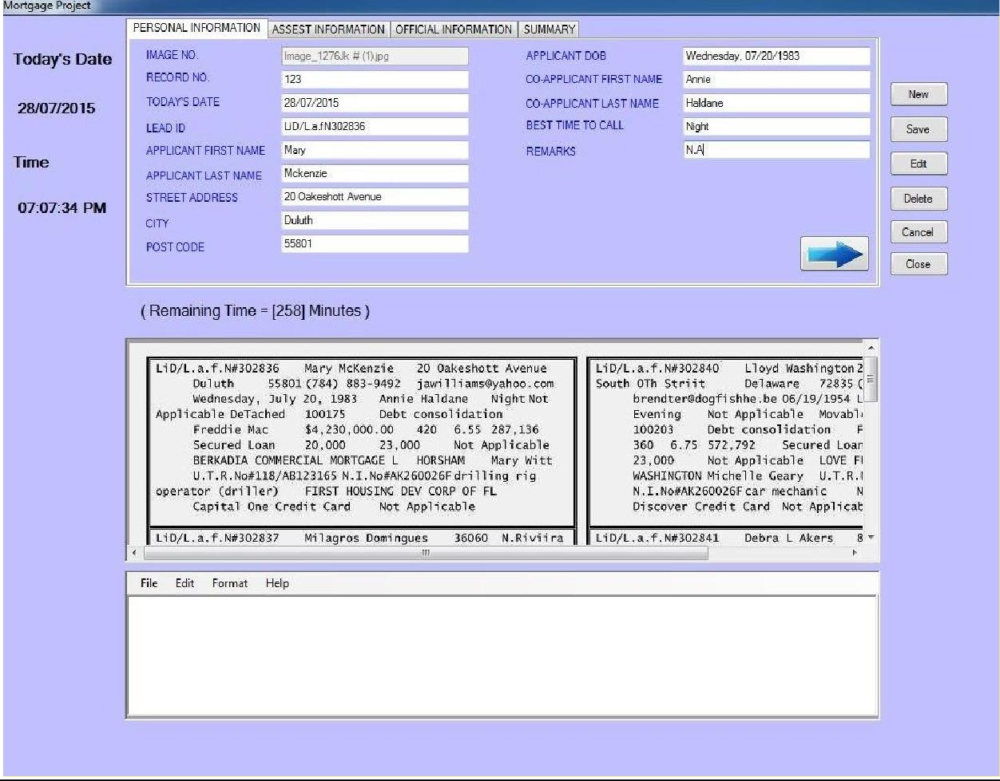 Mortgage Project
PERSONAL INFORMATION ASSEST INFORMATION OFFICIAL INFORMATION SUMMARY
Today's Date
28/07/2015
Time
07:07:34 PM
IMAGE NO. Image_1276Jk # (1).jpg
RECORD NO. 123
TODAY'S DATE 28/07/2015
LEAD ID LiD/L.a.fN302836
APPLICANT FIRST NAME Mary
APPLICANT LAST NAME Mckenzie
STREET ADDRESS 20 Oakeshott Avenue
CITY Duluth
POST CODE 55801
APPLICANT DOB Wednesday, 07/20/1983
CO-APPLICANT FIRST NAME Annie
CO-APPLICANT LAST NAME Haldane
BEST TIME TO CALL Night
REMARKS N.A
New
Save
Edit
Delete
Cancel
Close
( Remaining Time = [258] Minutes )
LiD/L.a.f.N#302836 Mary McKenzie 20 Oakeshott Avenue
Duluth 55801 (784) 883-9492 jawilliams@yahoo.com
Wednesday, July 20, 1983 Annie Haldane Night Not
Applicable DeTached 100175 Debt consolidation
Freddie Mac $4,230,000.00 420 6.55 287,136
Secured Loan 20,000 23,000 Not Applicable
BERKADIA COMMERCIAL MORTGAGE L HORSHAM Mary Witt
U.T.R.No#118/AB123165 N.I.No#AK260026F drilling rig
operator (driller) FIRST HOUSING DEV CORP OF FL
Capital One Credit Card Not Applicable
LiD/L.a.f.N#302837 Milagros Domingues 36060 N.Riviira
LiD/L.a.f.N#302840 Lloyd Washington 2
South OTh Striit Delaware 72835 (
brendter@dogfishhe.be 06/19/1954 L
Evening Not Applicable Movabl
100203 Debt consolidation F
360 6.75 572,792 Secured Loan
23,000 Not Applicable LOVE F
WASHINGTON Michelle Geary U.T.R.
N.I.No#AK260026F car mechanic N
Discover Credit Card Not Applicat
LiD/L.a.f.N#302841 Debra L Akers 8
File Edit Format Help